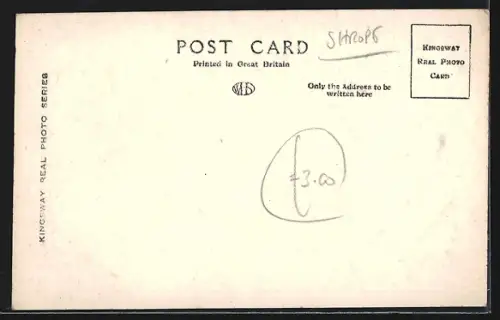 SHROPS
POST CARD
Printed in Great Britain
KINGSWAY
REAL PHOTO
CARD
Only the Address to be
written here
KINGSWAY REAL PHOTO SERIES
3.00